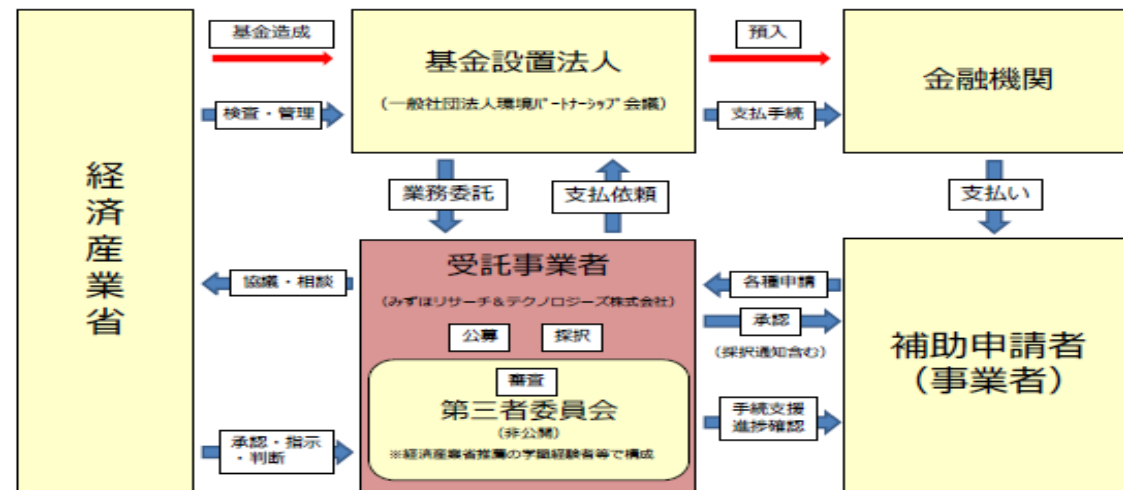 経済産業省
基金造成
検査・管理
基金設置法人
（一般社団法人環境ﾊﾟｰﾄﾅｰｼｯﾌﾟ会議）
預入
支払手続
金融機関
業務委託
支払依頼
支払い
協議・相談
受託事業者
（みずほリサーチ＆テクノロジーズ株式会社）
公募
採択
審査
第三者委員会
（非公開）
※経済産業省推薦の学識経験者等で構成
承認・指示
・判断
各種申請
承認
（採択通知含む）
手続支援
進捗確認
補助申請者
（事業者）